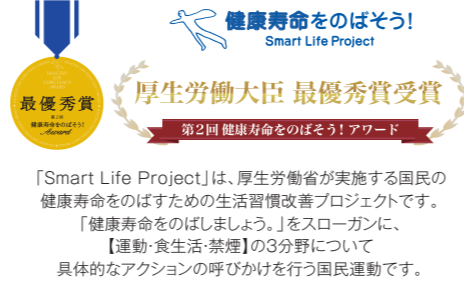 健康寿命をのばそう!
Smart Life Project
最優秀賞
第2回
健康寿命をのばそう!
Award
厚生労働大臣 最優秀賞受賞
第2回 健康寿命をのばそう! アワード
「Smart Life Project」は、厚生労働省が実施する国民の
健康寿命をのばすための生活習慣改善プロジェクトです。
「健康寿命をのばしましょう。」をスローガンに、
【運動・食生活・禁煙】の3分野について
具体的なアクションの呼びかけを行う国民運動です。